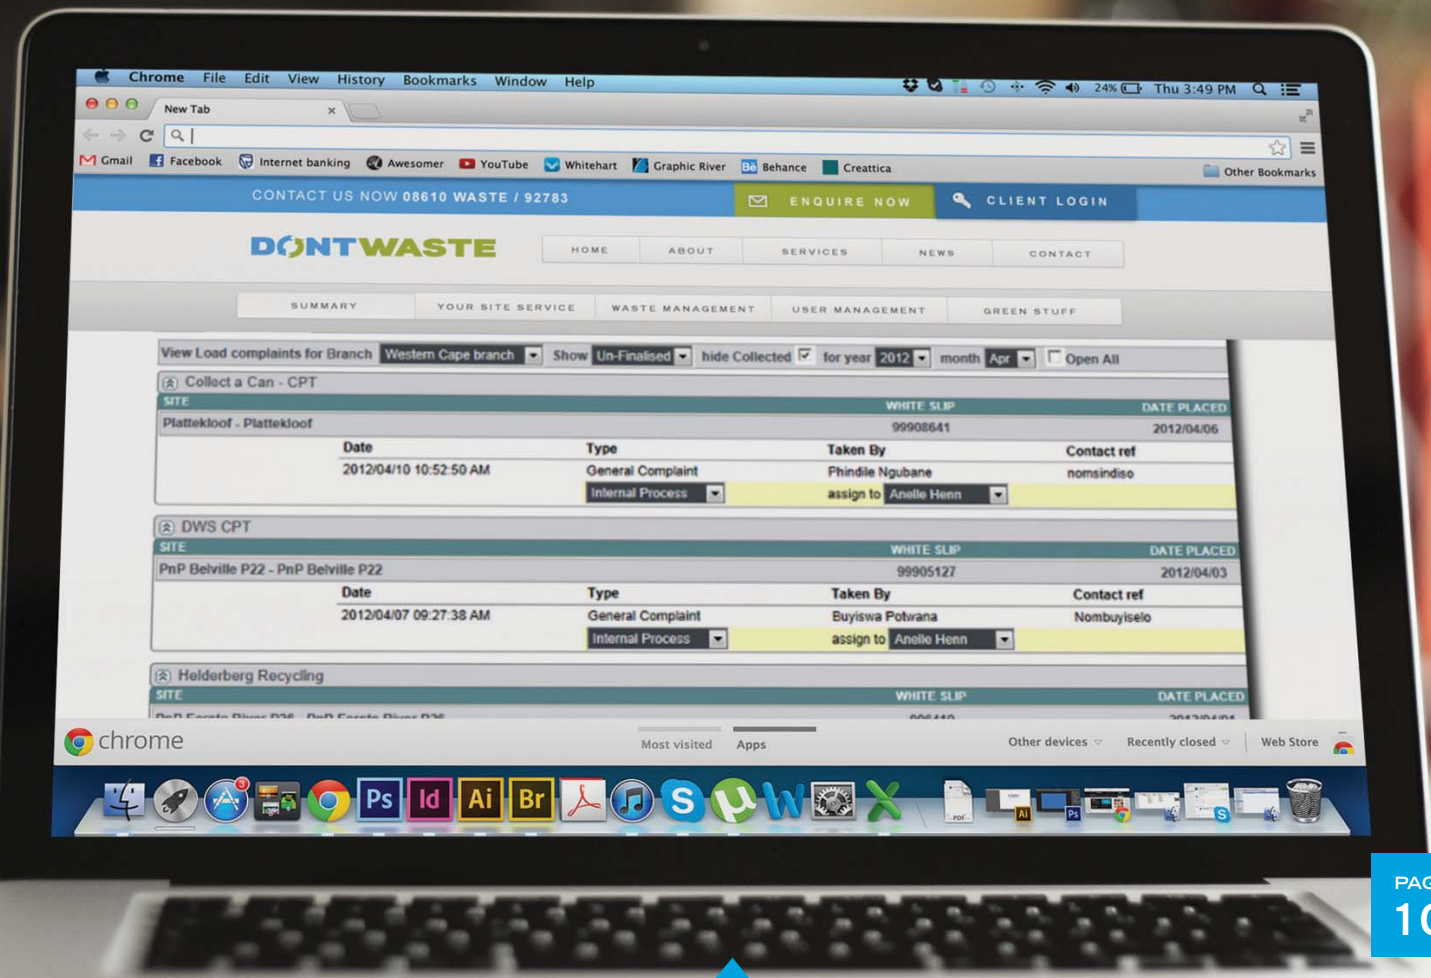 Chrome File Edit View History Bookmarks Window Help 24% Thu 3:49 PM
New Tab
Gmail Facebook Internet banking Awesomer YouTube Whitehart Graphic River Bē Behance Creattica Other Bookmarks
CONTACT US NOW 08610 WASTE / 92783 ENQUIRE NOW CLIENT LOGIN
DONTWASTE HOME ABOUT SERVICES NEWS CONTACT
SUMMARY YOUR SITE SERVICE WASTE MANAGEMENT USER MANAGEMENT GREEN STUFF
View Load complaints for Branch Western Cape branch Show Un-Finalised hide Collected for year 2012 month Apr Open All
Collect a Can - CPT
SITE WHITE SLIP DATE PLACED
Plattekloof - Plattekloof 99908641 2012/04/06
Date Type Taken By Contact ref
2012/04/10 10:52:50 AM General Complaint Phindile Ngubane nomsindiso
Internal Process assign to Anelle Henn
DWS CPT
SITE WHITE SLIP DATE PLACED
PnP Belville P22 - PnP Belville P22 99905127 2012/04/03
Date Type Taken By Contact ref
2012/04/07 09:27:38 AM General Complaint Buyiswa Potwana Nombuyiselo
Internal Process assign to Anelle Henn
Helderberg Recycling
SITE WHITE SLIP DATE PLACED
chrome Most visited Apps Other devices Recently closed Web Store
3 Ps Id Ai Br S PDF Ai Ps S
PAG
10